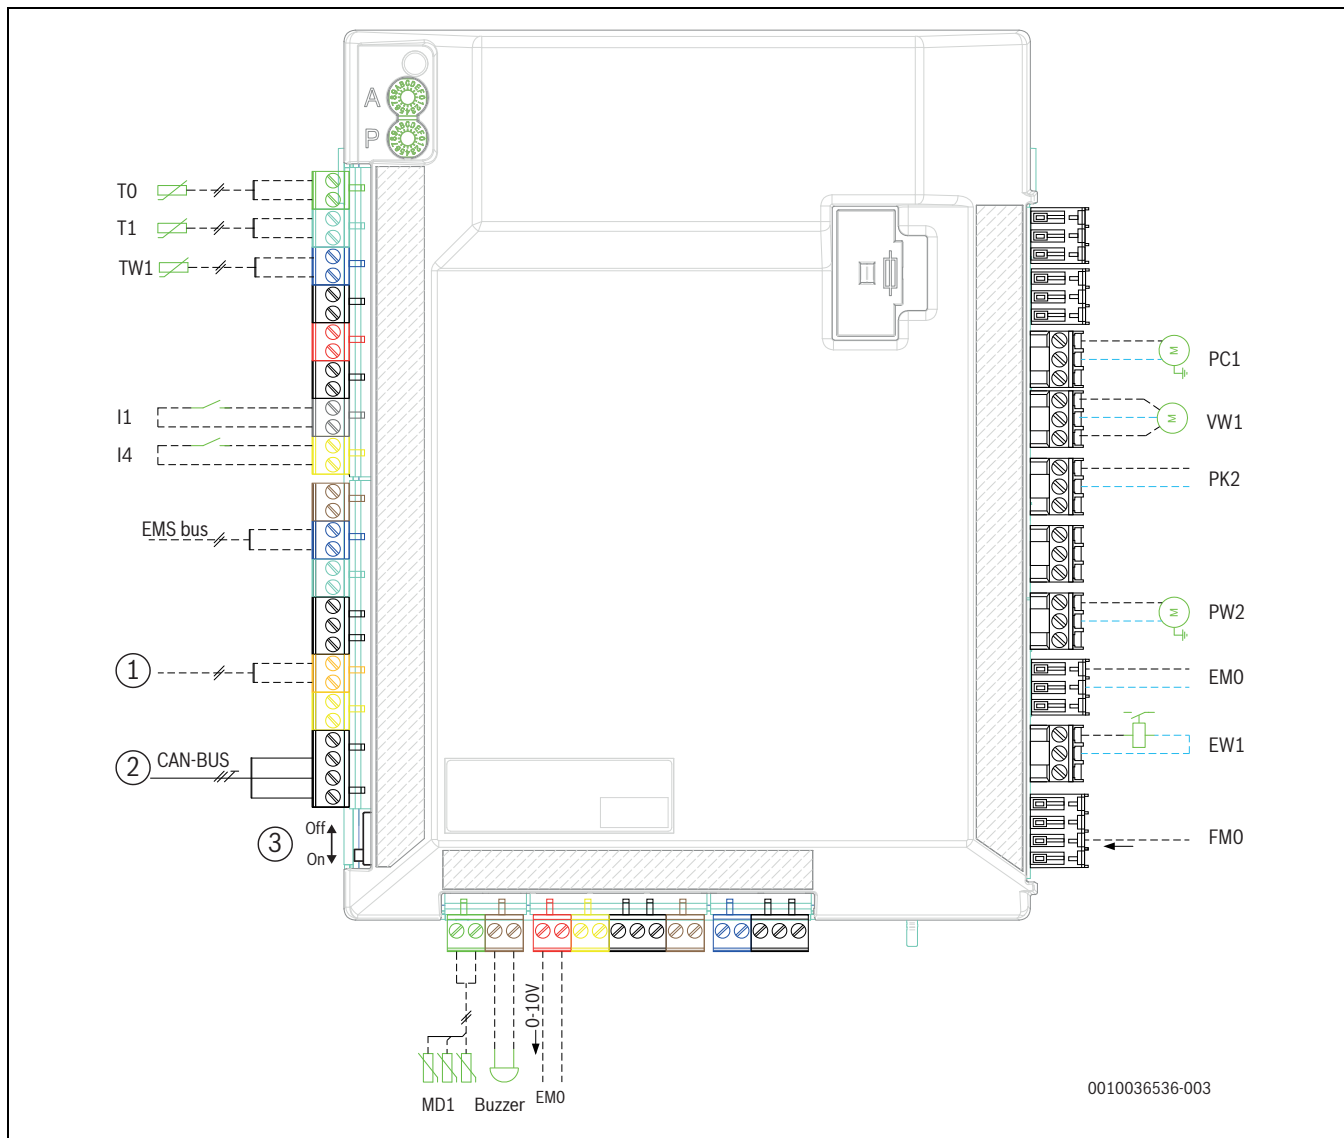 A
P
T0
T1
TW1
I1
I4
EMS bus
1
2 CAN-BUS
3 Off
On
M PC1
M VW1
PK2
M PW2
EM0
EW1
FM0
0-10V
MD1 Buzzer EM0
0010036536-003